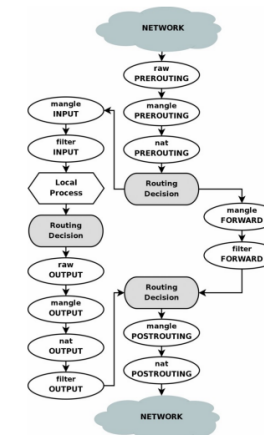 NETWORK
raw
PREROUTING
mangle
PREROUTING
nat
PREROUTING
Routing
Decision
mangle
INPUT
filter
INPUT
Local
Process
Routing
Decision
raw
OUTPUT
mangle
OUTPUT
nat
OUTPUT
filter
OUTPUT
mangle
FORWARD
filter
FORWARD
Routing
Decision
mangle
POSTROUTING
nat
POSTROUTING
NETWORK